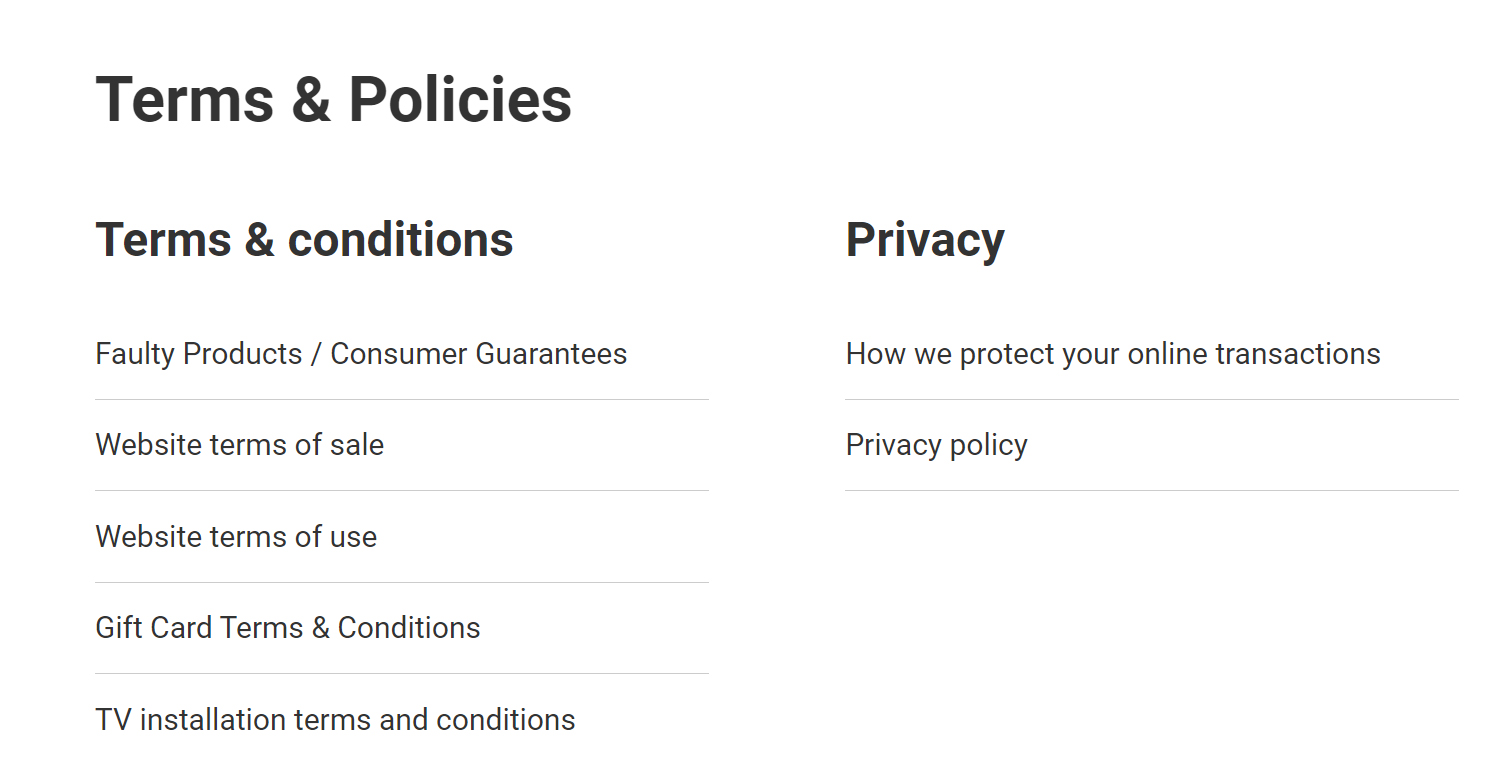 Terms & Policies
Terms & conditions
Faulty Products / Consumer Guarantees
Website terms of sale
Website terms of use
Gift Card Terms & Conditions
TV installation terms and conditions
Privacy
How we protect your online transactions
Privacy policy